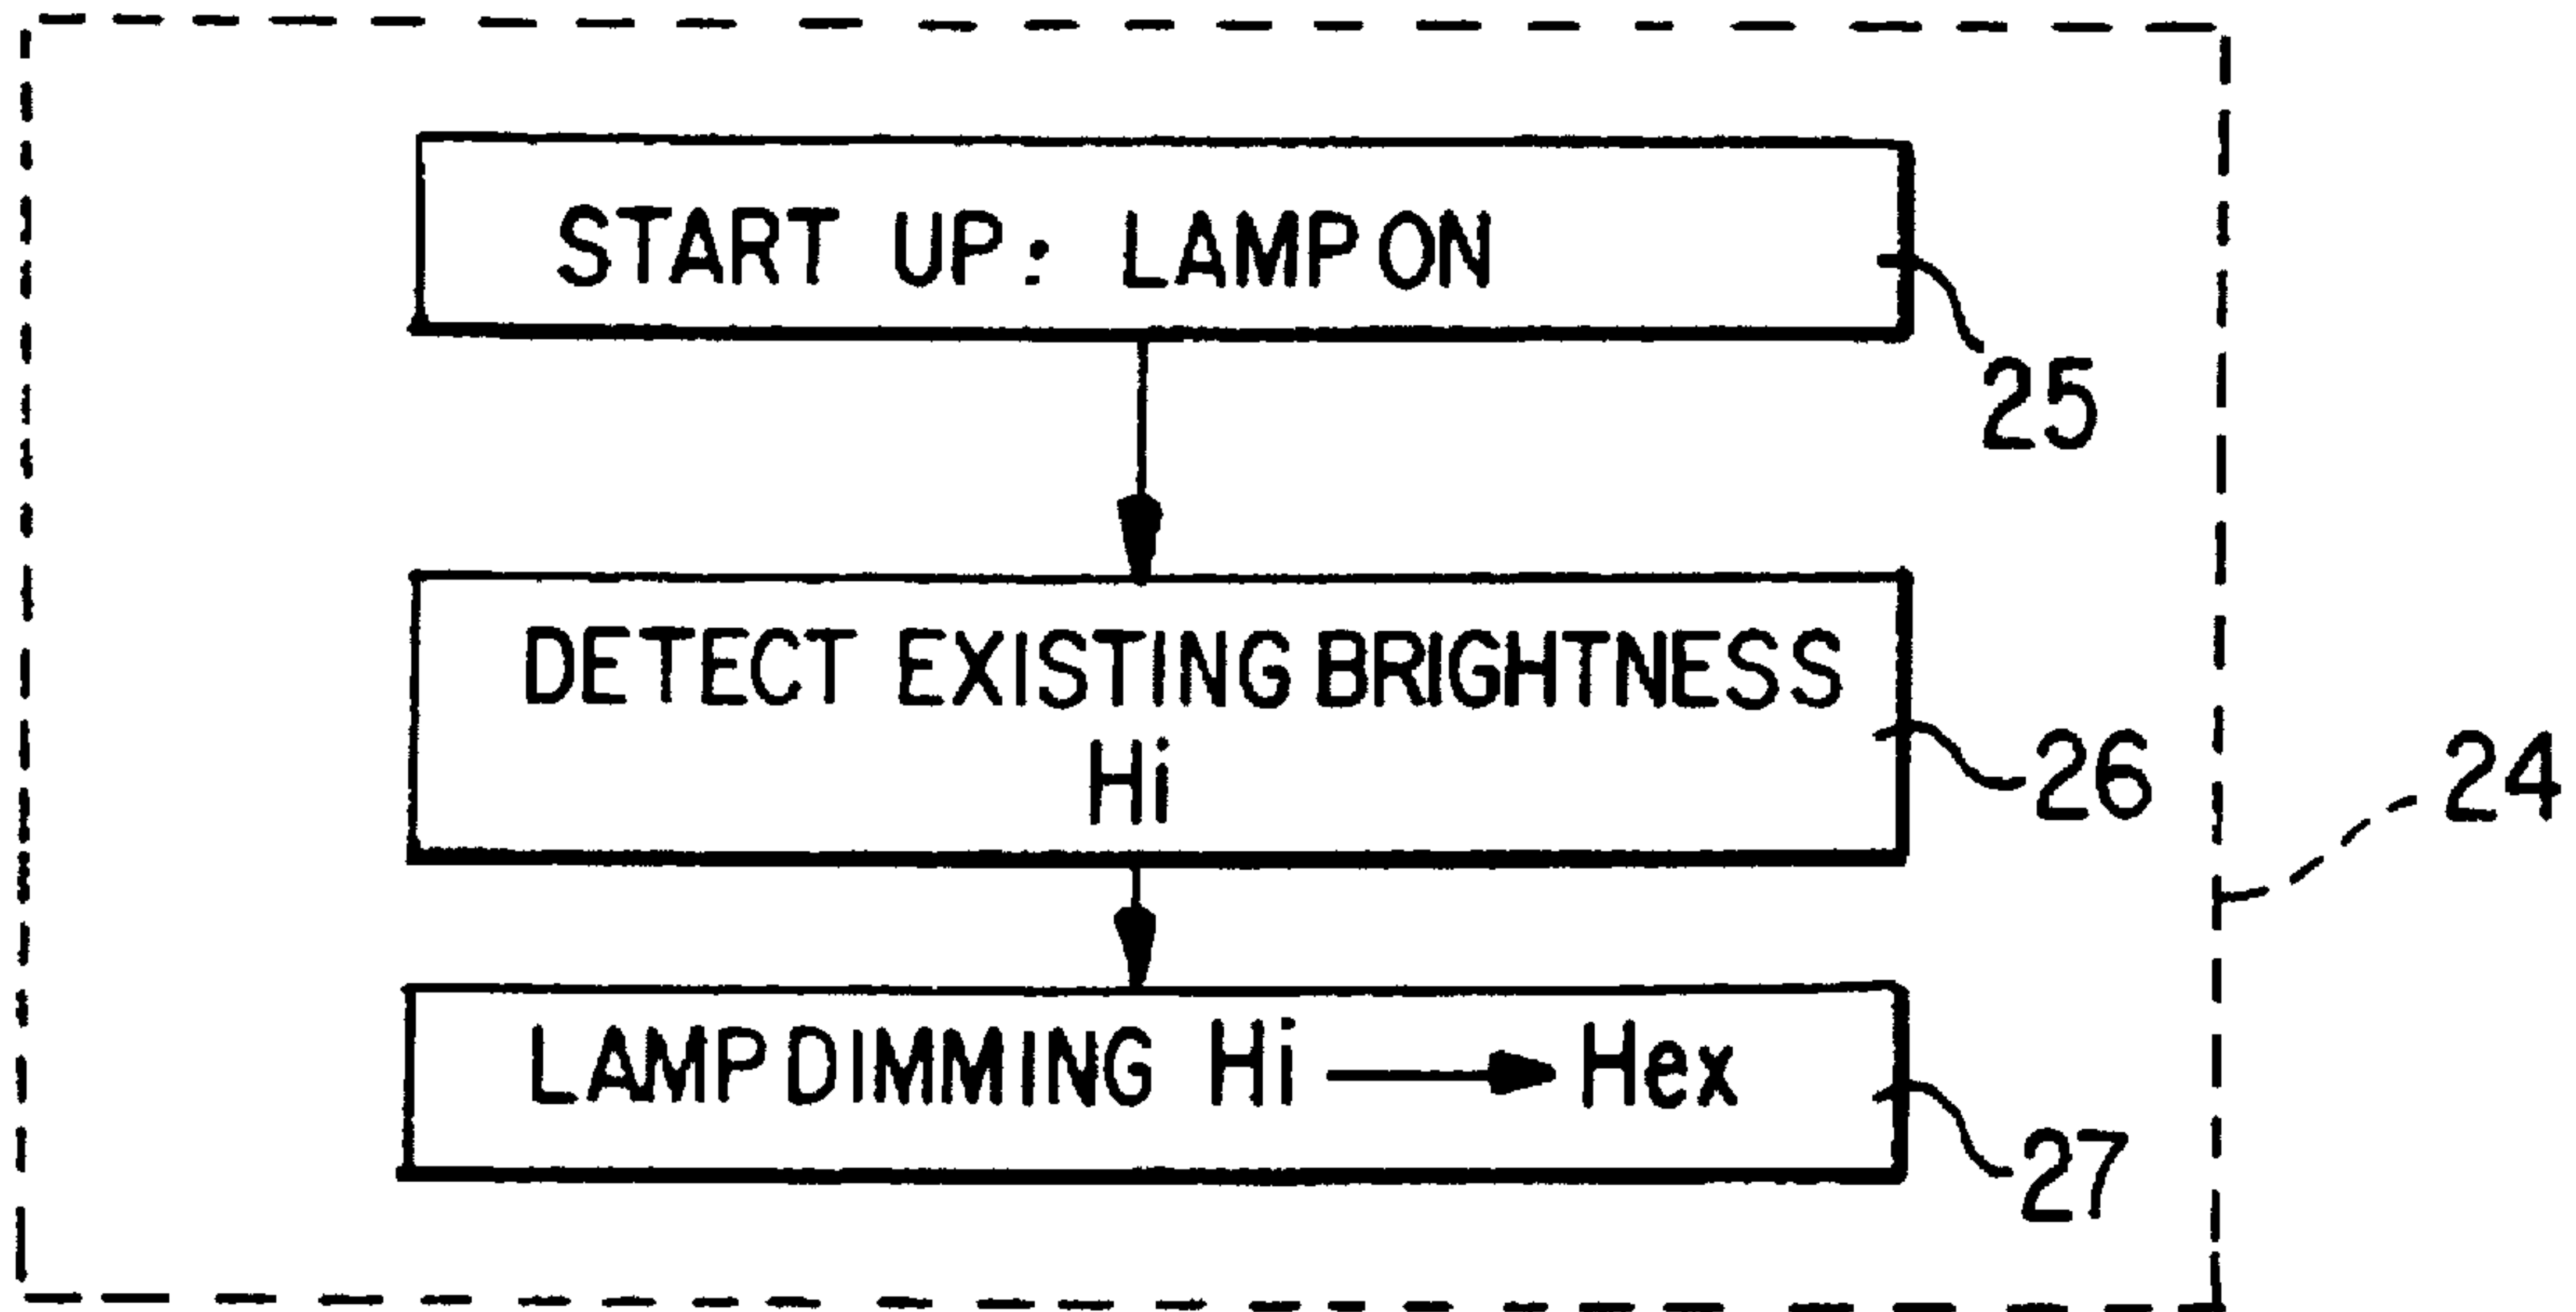 START UP: LAMP ON
25
DETECT EXISTING BRIGHTNESS
Hi
26
24
LAMP DIMMING Hi → Hex
27